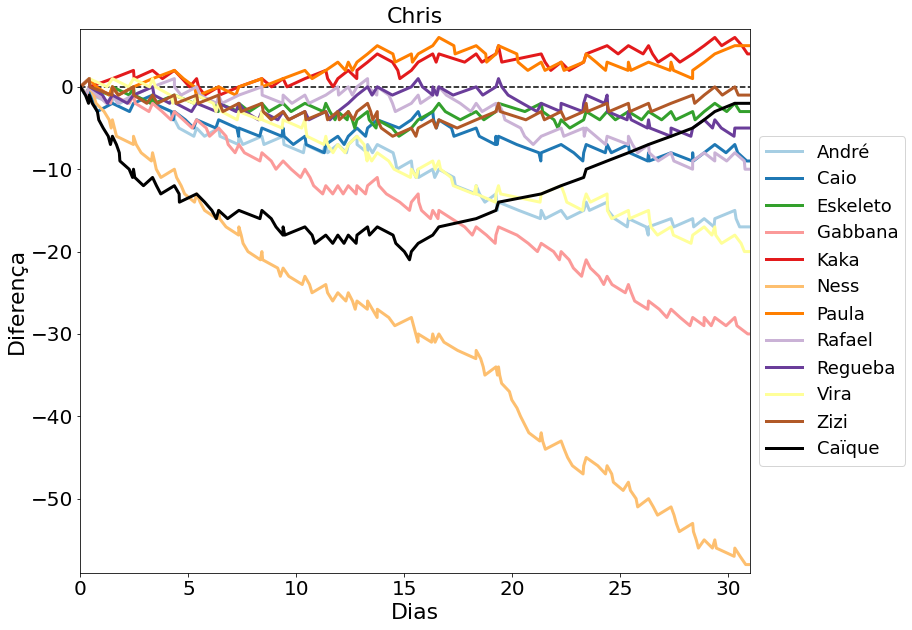 Chris
Diferença
0
−10
−20
−30
−40
−50
0 5 10 15 20 25 30
Dias
André
Caio
Eskeleto
Gabbana
Kaka
Ness
Paula
Rafael
Regueba
Vira
Zizi
Caïque